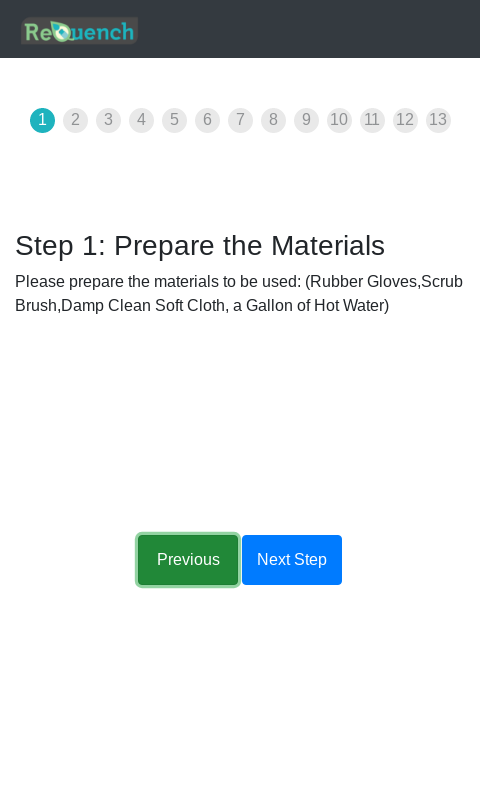 ReQuench
1 2 3 4 5 6 7 8 9 10 11 12 13
Step 1: Prepare the Materials
Please prepare the materials to be used: (Rubber Gloves,Scrub
Brush,Damp Clean Soft Cloth, a Gallon of Hot Water)
Previous Next Step